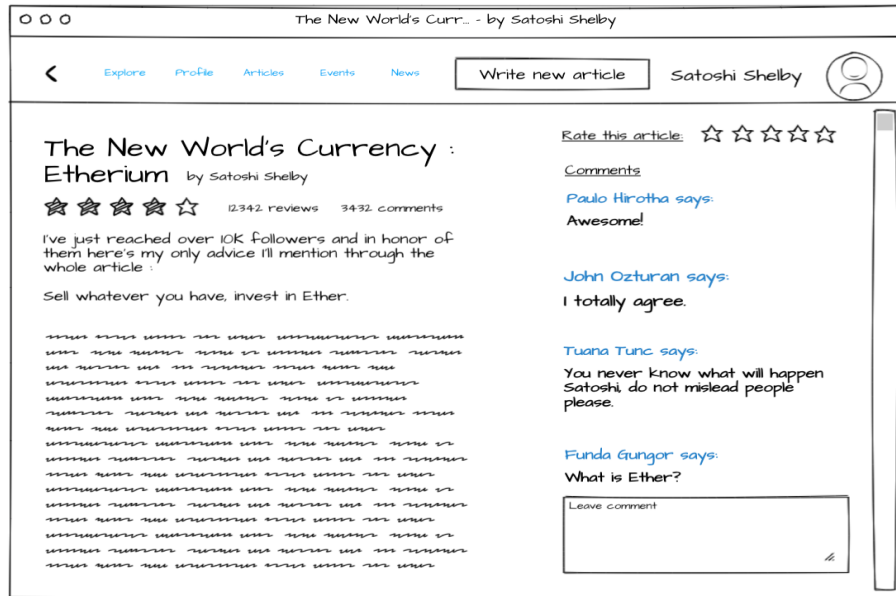 The New World's Curr... - by Satoshi Shelby
Explore Profile Articles Events News Write new article Satoshi Shelby
The New World's Currency :
Etherium by Satoshi Shelby
12342 reviews 3432 comments
I've just reached over 10K followers and in honor of
them here's my only advice I'll mention through the
whole article :
Sell whatever you have, invest in Ether.
Rate this article:
Comments
Paulo Hirotha says:
Awesome!
John Ozturan says:
I totally agree.
Tuana Tunc says:
You never know what will happen
Satoshi, do not mislead people
please.
Funda Gungor says:
What is Ether?
Leave comment